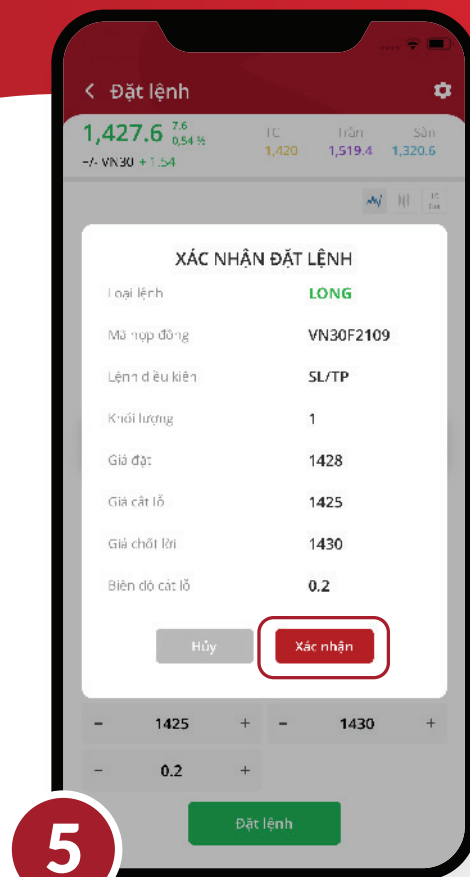 Đặt lệnh
1,427.6 7.6 0,54 %
-/- VN30 + 1.54
TC Trần Sàn
1,420 1,519.4 1,320.6
XÁC NHẬN ĐẶT LỆNH
Loại lệnh LONG
Mã hợp đồng VN30F2109
Lệnh điều kiện SL/TP
Khối lượng 1
Giá đặt 1428
Giá cắt lỗ 1425
Giá chốt lời 1430
Biên độ cắt lỗ 0.2
Hủy Xác nhận
- 1425 + - 1430 +
- 0.2 +
Đặt lệnh
5